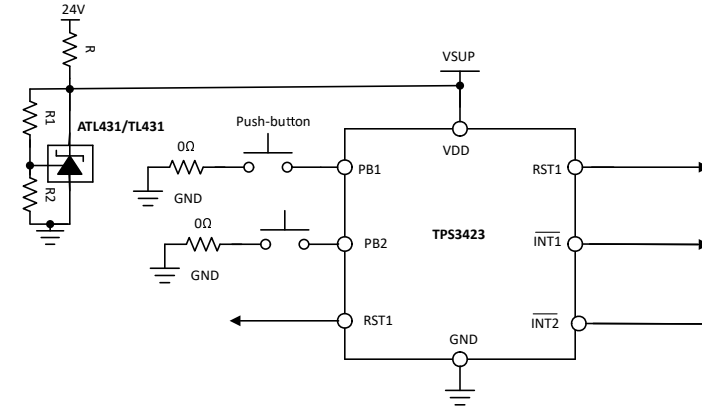 24V
R
VSUP
R1
ATL431/TL431
Push-button
0Ω
VDD
PB1
RST1
R2
GND
0Ω
TPS3423
PB2
INT1
GND
RST1
GND
INT2